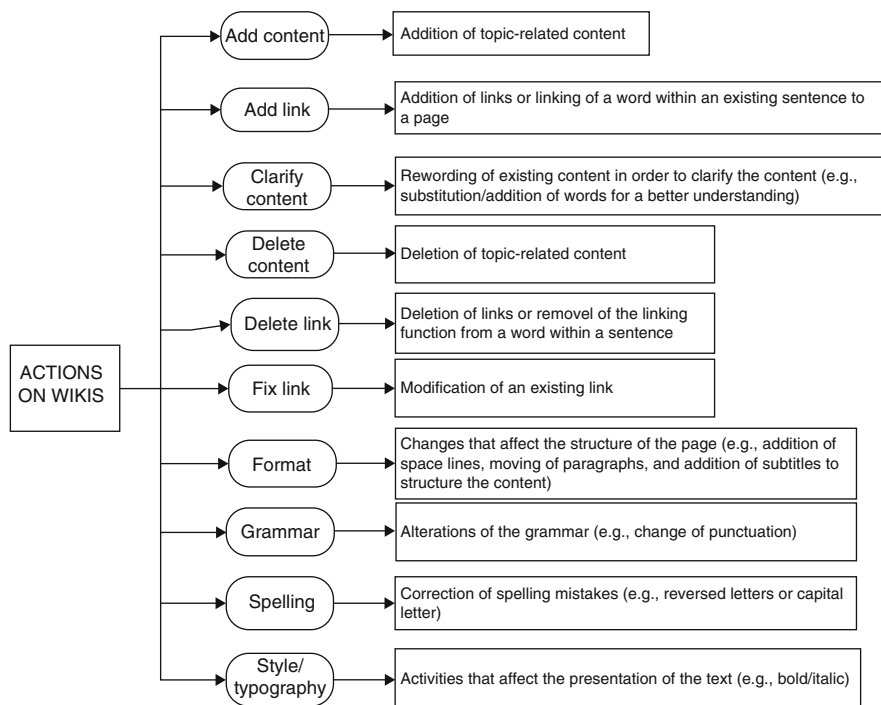 Add content
Addition of topic-related content
Add link
Addition of links or linking of a word within an existing sentence to
a page
Clarify
content
Rewording of existing content in order to clarify the content (e.g.,
substitution/addition of words for a better understanding)
Delete
content
Deletion of topic-related content
Delete link
Deletion of links or removel of the linking
function from a word within a sentence
ACTIONS
ON WIKIS
Fix link
Modification of an existing link
Format
Changes that affect the structure of the page (e.g., addition of
space lines, moving of paragraphs, and addition of subtitles to
structure the content)
Grammar
Alterations of the grammar (e.g., change of punctuation)
Spelling
Correction of spelling mistakes (e.g., reversed letters or capital
letter)
Style/
typography
Activities that affect the presentation of the text (e.g., bold/italic)